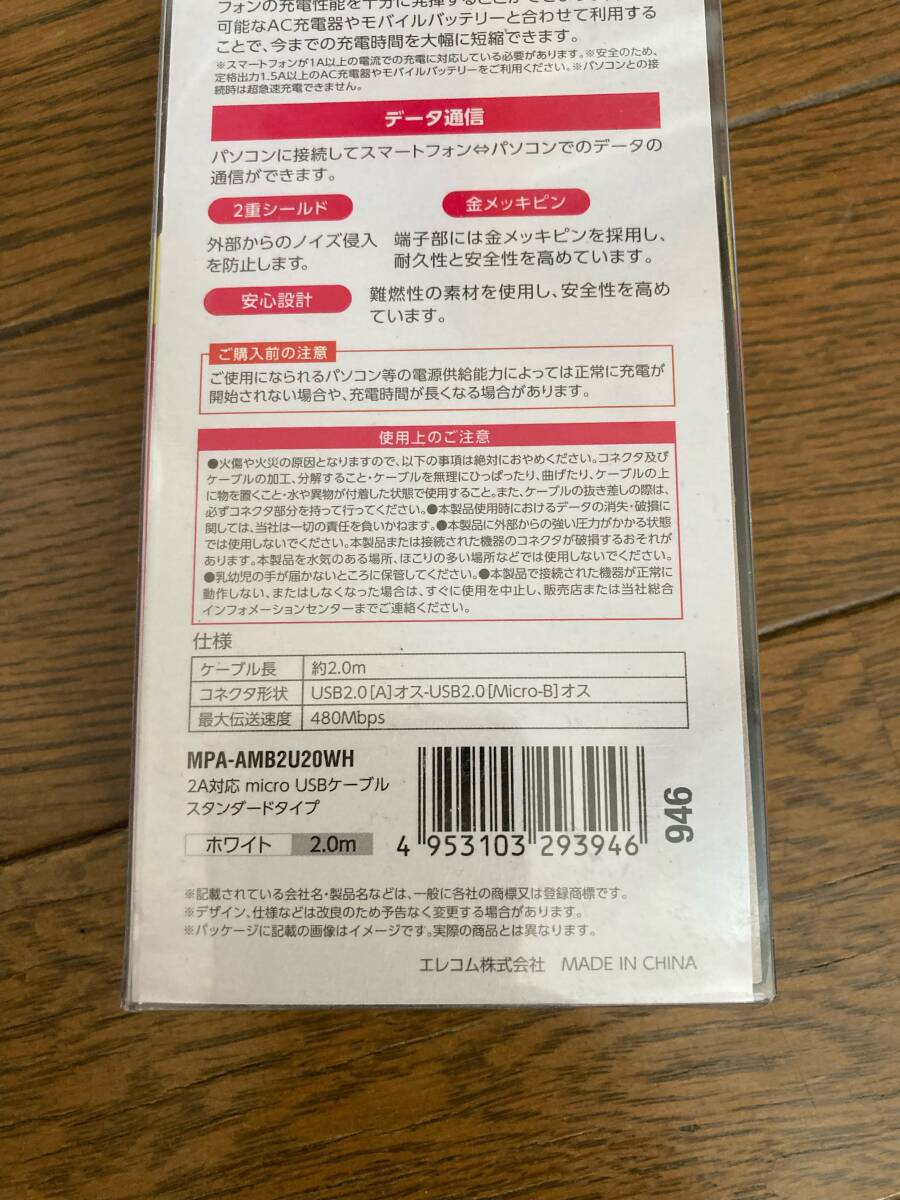 可能なAC充電器やモバイルバッテリーと合わせて利用する
ことで、今までの充電時間を大幅に短縮できます。
※スマートフォンが1A以上の電流での充電に対応している必要があります。※安全のため、
定格出力1.5A以上のAC充電器やモバイルバッテリーをご利用ください。※パソコンとの接
続時は超急速充電できません。
データ通信
パソコンに接続してスマートフォン⇔パソコンでのデータの
通信ができます。
2重シールド
外部からのノイズ侵入
を防止します。
金メッキピン
端子部には金メッキピンを採用し、
耐久性と安全性を高めています。
安心設計
難燃性の素材を使用し、安全性を高め
ています。
ご購入前の注意
ご使用になられるパソコン等の電源供給能力によっては正常に充電が
開始されない場合や、充電時間が長くなる場合があります。
使用上のご注意
●火傷や火災の原因となりますので、以下の事項は絶対におやめください。コネクタ及び
ケーブルの加工、分解すること・ケーブルを無理にひっぱったり、曲げたり、ケーブルの上
に物を置くこと・水や異物が付着した状態で使用すること。また、ケーブルの抜き差しの際は、
必ずコネクタ部分を持って行ってください。●本製品使用時におけるデータの消失・破損に
関しては、当社は一切の責任を負いかねます。●本製品に外部からの強い圧力がかかる状態
では使用しないでください。本製品または接続された機器のコネクタが破損するおそれが
あります。本製品を水気のある場所、ほこりの多い場所などでは使用しないでください。
●乳幼児の手が届かないところに保管してください。●本製品で接続された機器が正常に
動作しない、またはしなくなった場合は、すぐに使用を中止し、販売店または当社総合
インフォメーションセンターまでご連絡ください。
仕様
ケーブル長 約2.0m
コネクタ形状 USB2.0[A]オス-USB2.0[Micro-B]オス
最大伝送速度 480Mbps
MPA-AMB2U20WH
2A対応 micro USBケーブル
スタンダードタイプ
ホワイト 2.0m
4 953103 293946
946
※記載されている会社名・製品名などは、一般に各社の商標又は登録商標です。
※デザイン、仕様などは改良のため予告なく変更する場合があります。
※パッケージに記載の画像はイメージです。実際の商品とは異なります。
エレコム株式会社 MADE IN CHINA